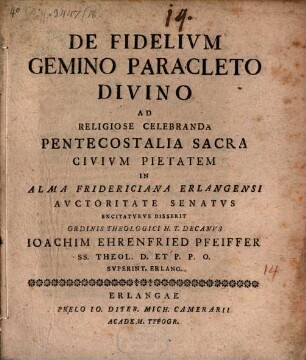 14.
DE FIDELIVM
GEMINO PARACLETO
DIVINO
AD
RELIGIOSE CELEBRANDA
PENTECOSTALIA SACRA
CIVIVM PIETATEM
IN
ALMA FRIDERICIANA ERLANGENSI
AVCTORITATE SENATVS
EXCITATVRVS DISSERIT
ORDINIS THEOLOGICI H. T. DECANVS
IOACHIM EHRENFRIED PFEIFFER
SS. THEOL. D. ET P. P. O.
SVPERINT. ERLANG.
14
ERLANGAE
PRELO IO. DITER. MICH. CAMERARII
ACADEM. TYPOGR.